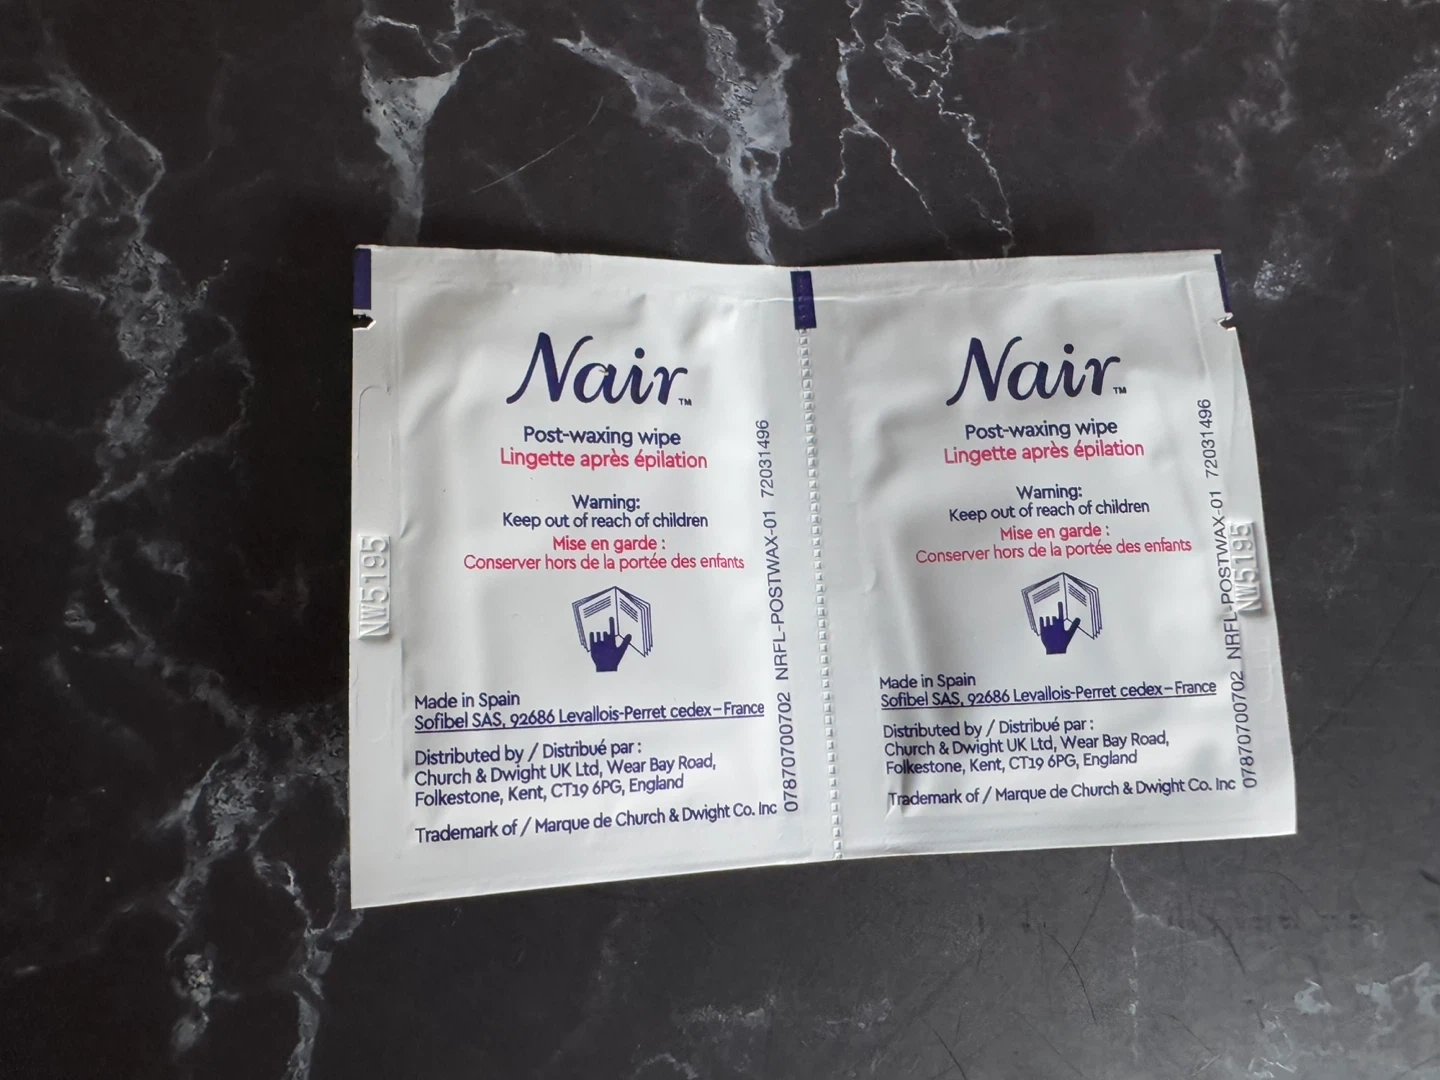 Nair™
Post-waxing wipe
Lingette après épilation
Warning:
Keep out of reach of children
Mise en garde :
Conserver hors de la portée des enfants
Made in Spain
Sofibel SAS, 92686 Levallois-Perret cedex – France
Distributed by / Distribué par :
Church & Dwight UK Ltd, Wear Bay Road,
Folkestone, Kent, CT19 6PG, England
Trademark of / Marque de Church & Dwight Co. Inc
07870700702 NRFL-POSTWAX-01 72031496
NW5195
Nair™
Post-waxing wipe
Lingette après épilation
Warning:
Keep out of reach of children
Mise en garde :
Conserver hors de la portée des enfants
Made in Spain
Sofibel SAS, 92686 Levallois-Perret cedex – France
Distributed by / Distribué par :
Church & Dwight UK Ltd, Wear Bay Road,
Folkestone, Kent, CT19 6PG, England
Trademark of / Marque de Church & Dwight Co. Inc
07870700702 NRFL-POSTWAX-01 72031496
NW5195